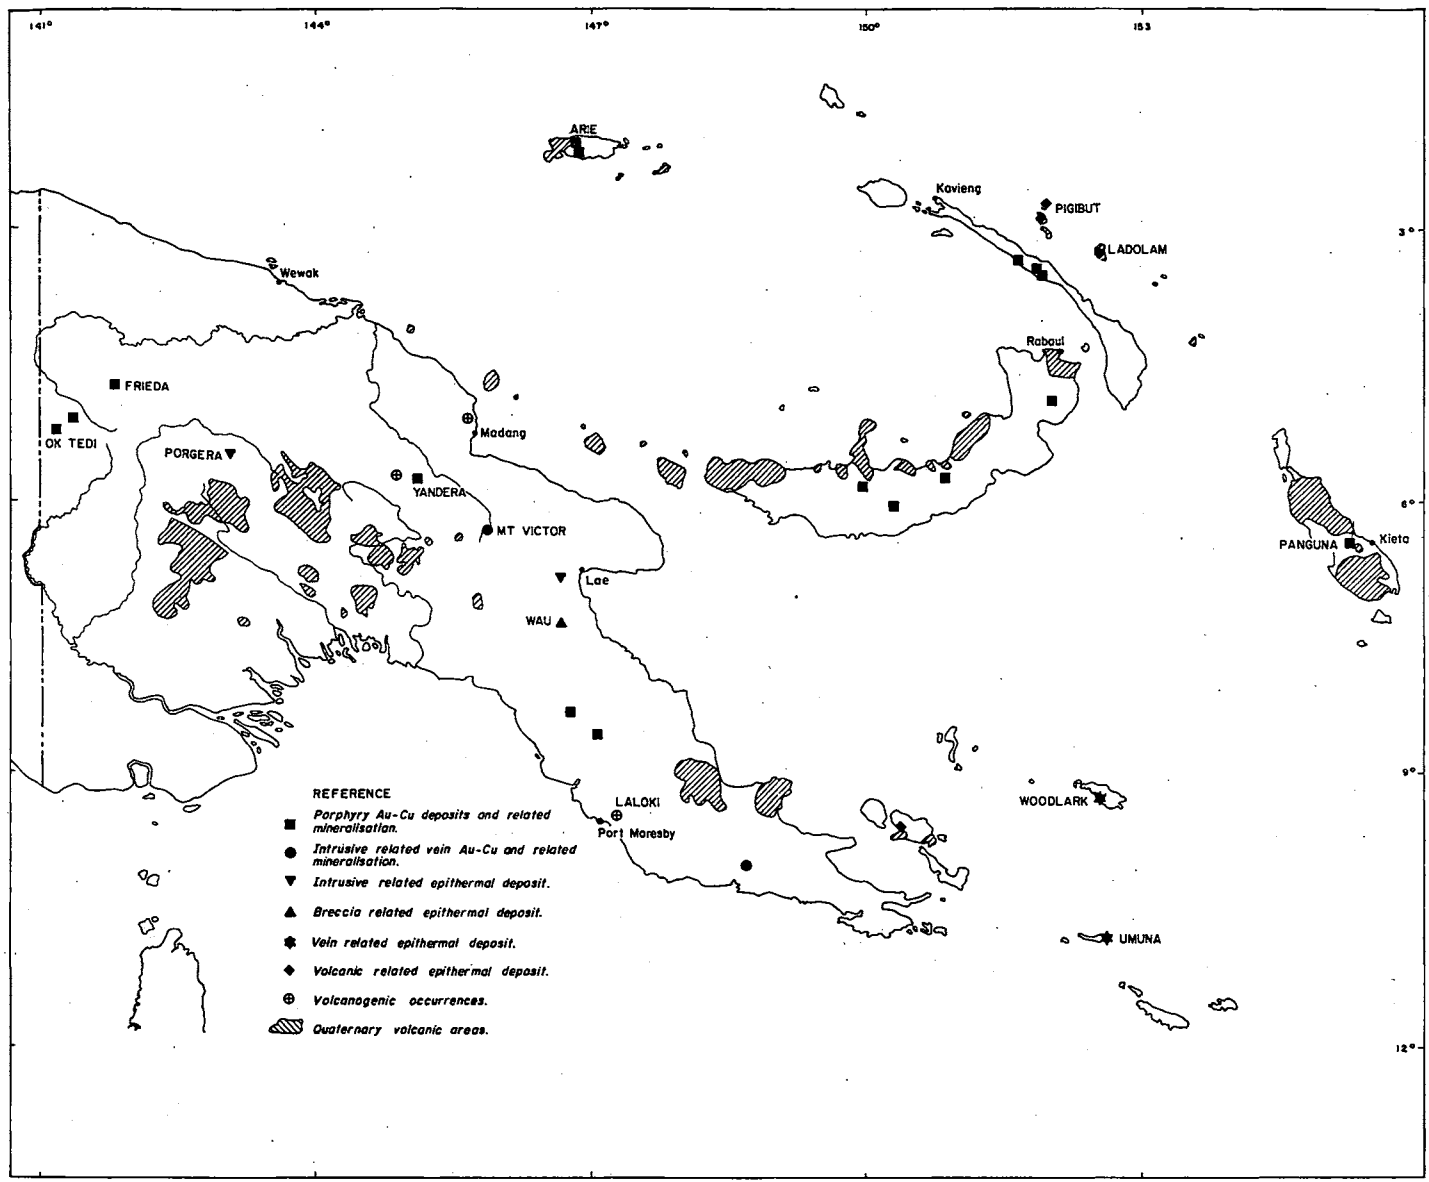 141° 144° 147° 150° 153
ARIE
Kavieng
PIGIBUT
3°
LADOLAM
Wewak
Rabaul
FRIEDA
Madang
OK TEDI
PORGERA
YANDERA
6°
MT VICTOR
PANGUNA
Kieta
Lae
WAU
9°
WOODLARK
LALOKI
Port Moresby
REFERENCE
Porphyry Au-Cu deposits and related
mineralisation.
Intrusive related vein Au-Cu and related
mineralisation.
Intrusive related epithermal deposit.
Breccia related epithermal deposit.
Vein related epithermal deposit.
Volcanic related epithermal deposit.
Volcanogenic occurrences.
Quaternary volcanic areas.
UMUNA
12°